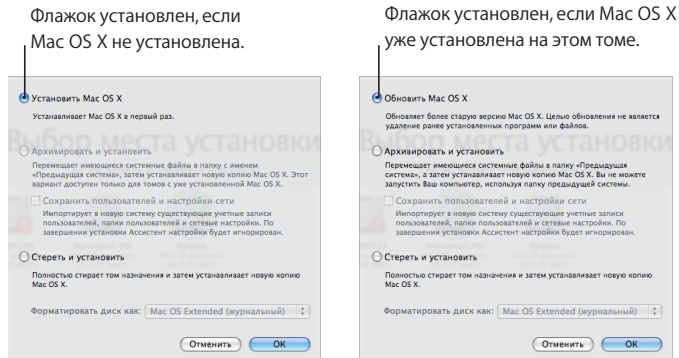 Флажок установлен, если
Mac OS X не установлена.
Установить Mac OS X
Устанавливает Mac OS X в первый раз.
Выбор места установки
Архивировать и установить
Перемещает имеющиеся системные файлы в папку с именем
«Предыдущая система», затем устанавливает новую копию Mac OS X. Этот
вариант доступен только для томов с уже установленной Mac OS X.
Сохранить пользователей и настройки сети
Импортирует в новую систему существующие учетные записи
пользователей, папки пользователей и сетевые настройки. По
завершении установки Ассистент настройки будет игнорирован.
Стереть и установить
Полностью стирает том назначения и затем устанавливает новую копию
Mac OS X.
Форматировать диск как: Mac OS Extended (журнальный)
Отменить OK
Флажок установлен, если Mac OS X
уже установлена на этом томе.
Обновить Mac OS X
Обновляет более старую версию Mac OS X. Целью обновления не является
удаление ранее установленных программ или файлов.
Выбор места установки
Архивировать и установить
Перемещает имеющиеся системные файлы в папку «Предыдущая
система», а затем устанавливает новую копию Mac OS X. Вы не можете
запустить Ваш компьютер, используя папку предыдущей системы.
Сохранить пользователей и настройки сети
Импортирует в новую систему существующие учетные записи
пользователей, папки пользователей и сетевые настройки. По
завершении установки Ассистент настройки будет игнорирован.
Стереть и установить
Полностью стирает том назначения и затем устанавливает новую копию
Mac OS X.
Форматировать диск как: Mac OS Extended (журнальный)
Отменить OK